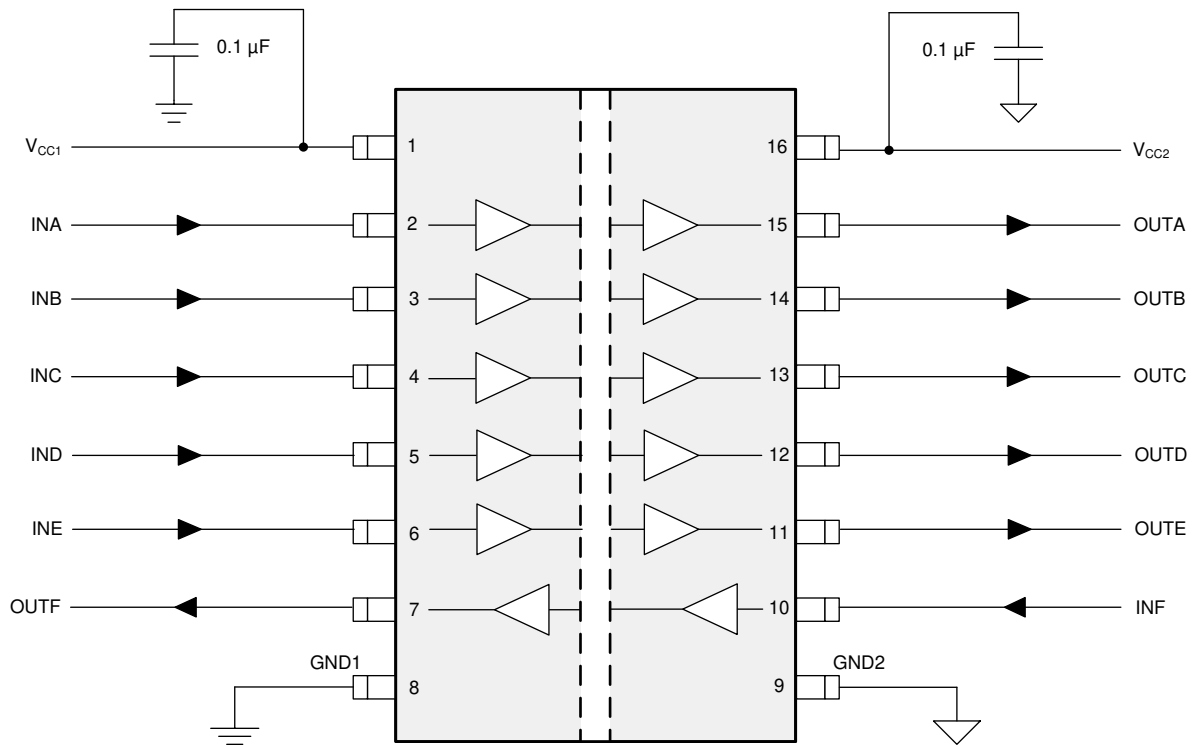 0.1 µF
0.1 µF
VCC1
1
16
VCC2
INA
2
15
OUTA
INB
3
14
OUTB
INC
4
13
OUTC
IND
5
12
OUTD
INE
6
11
OUTE
OUTF
7
10
INF
GND1
8
9
GND2